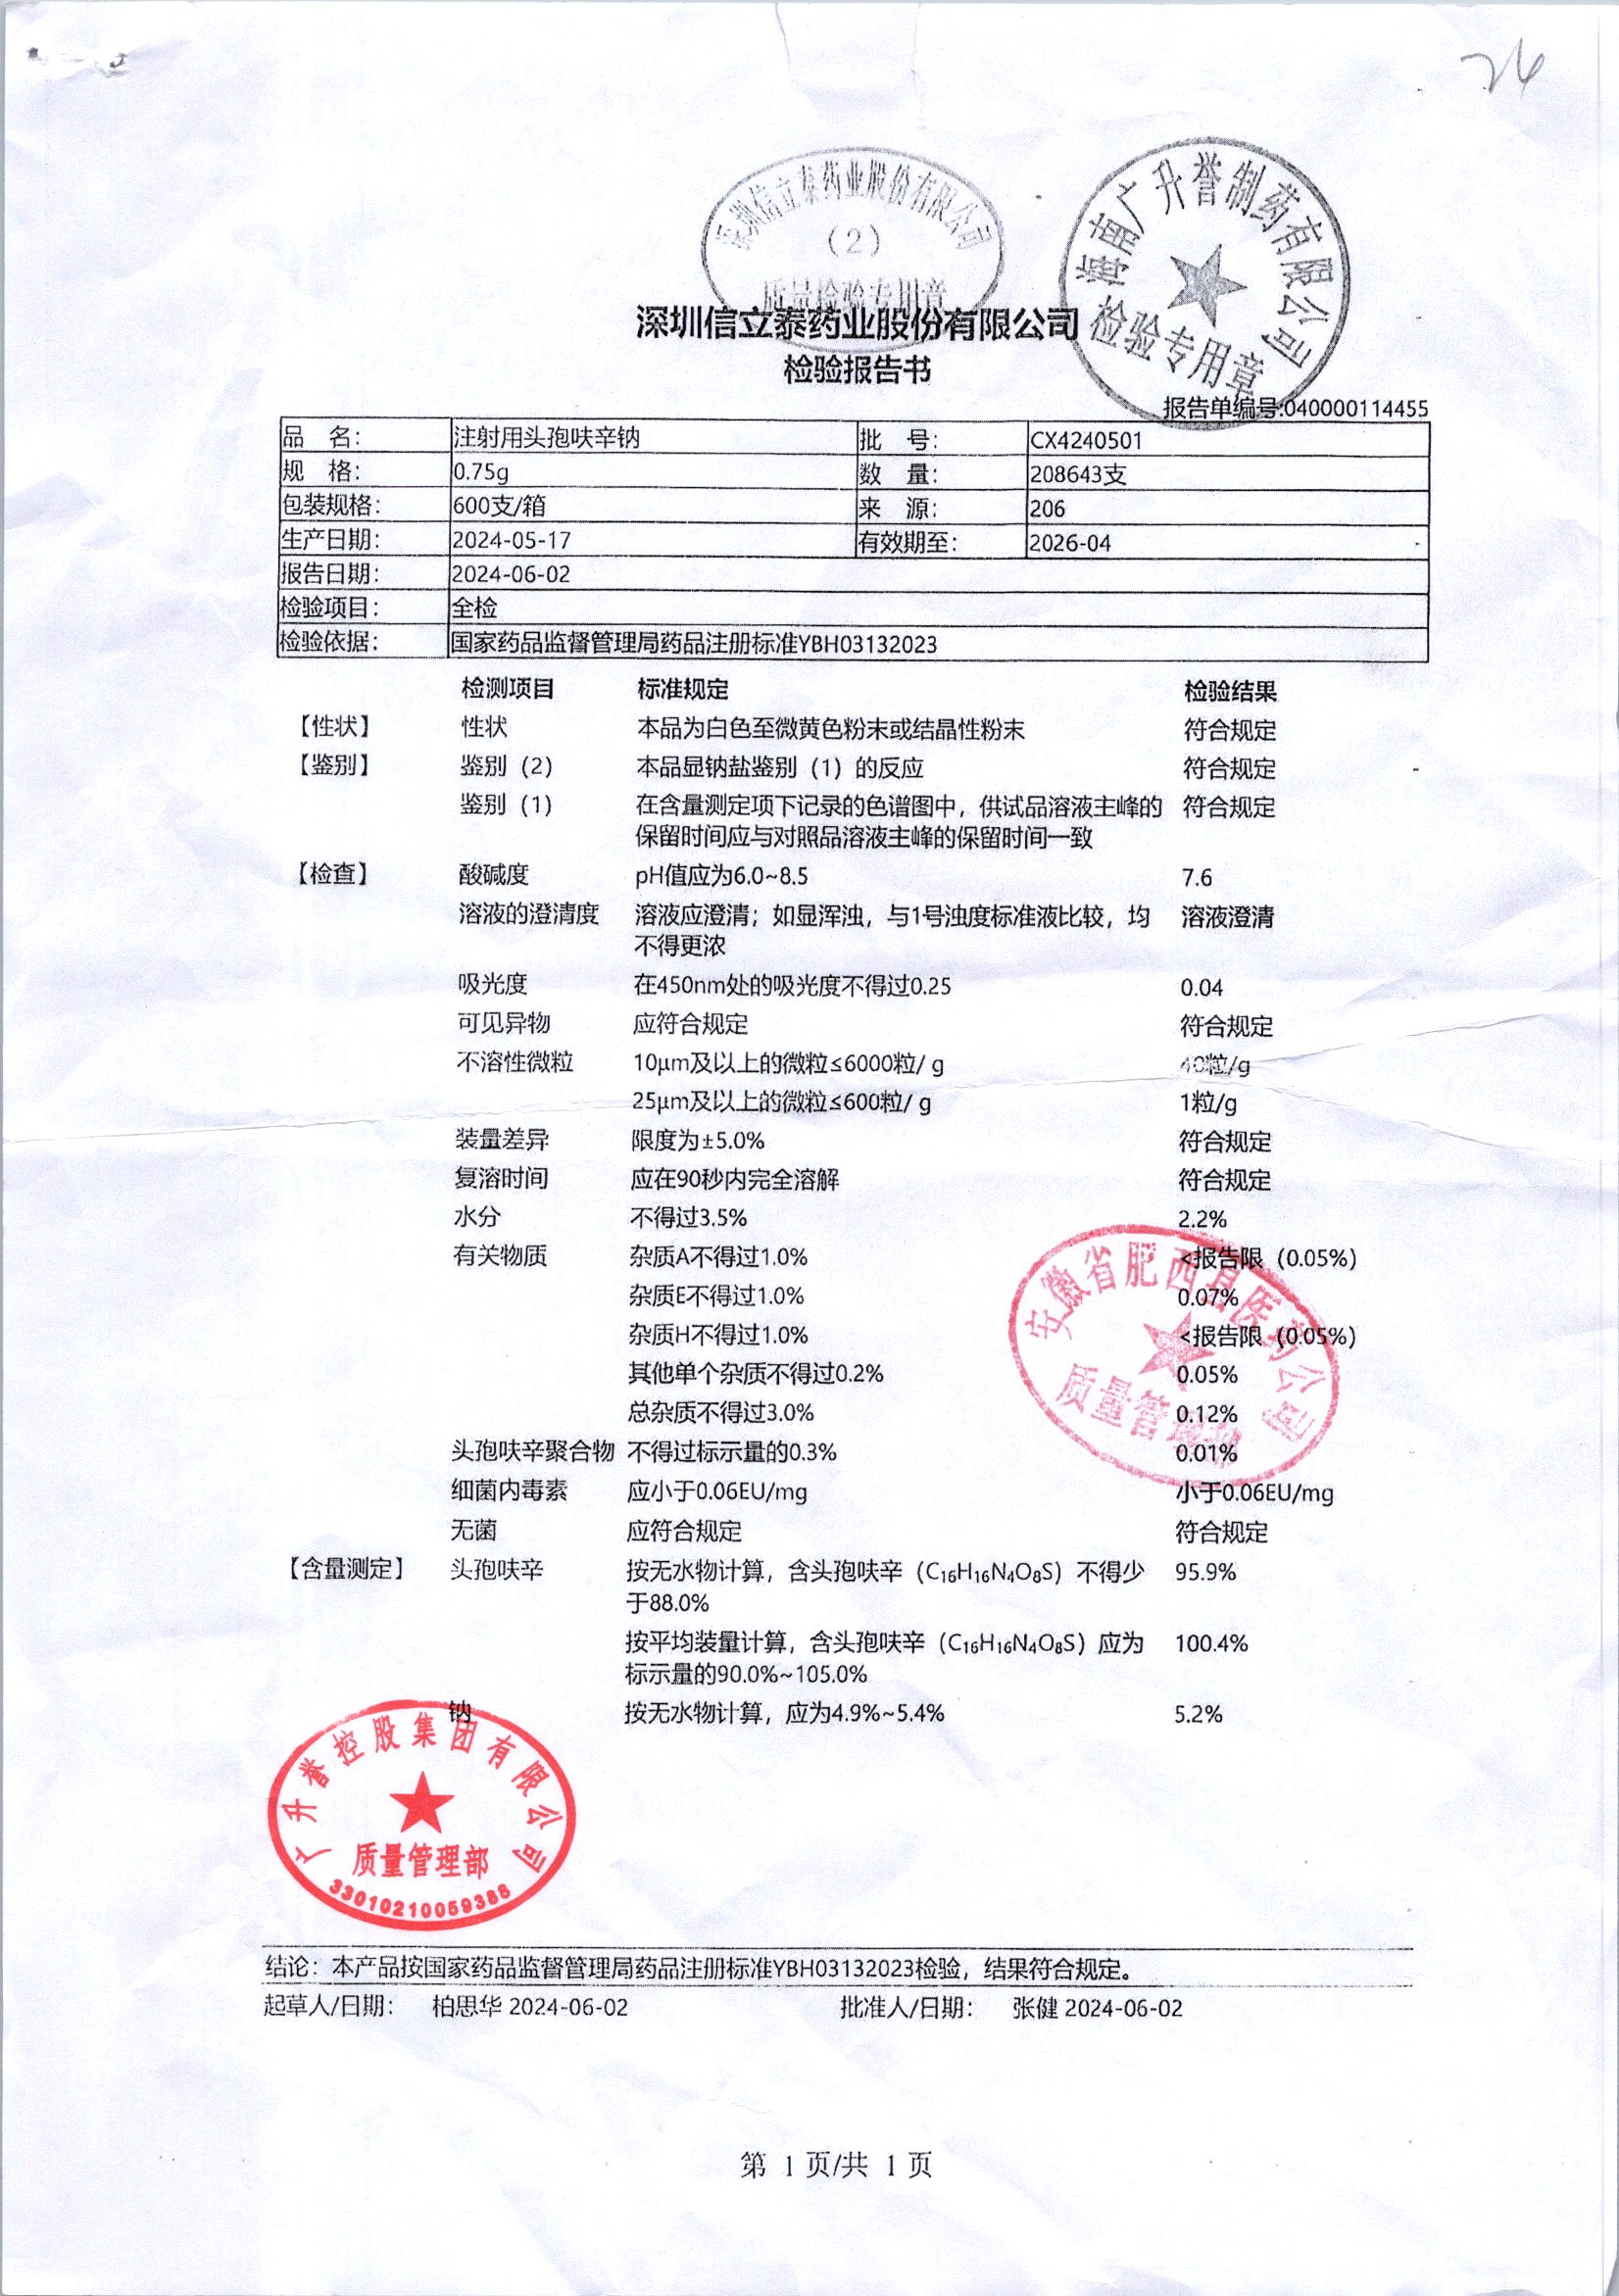 24
深圳信立泰药业股份有限公司
（2）
质量检验专用章
海南广升誉制药有限公司
检验专用章
深圳信立泰药业股份有限公司
检验报告书
报告单编号:040000114455
品 名： 注射用头孢呋辛钠 批 号： CX4240501
规 格： 0.75g 数 量： 208643支
包装规格： 600支/箱 来 源： 206
生产日期： 2024-05-17 有效期至： 2026-04
报告日期： 2024-06-02
检验项目： 全检
检验依据： 国家药品监督管理局药品注册标准YBH03132023
检测项目 标准规定 检验结果
【性状】 性状 本品为白色至微黄色粉末或结晶性粉末 符合规定
【鉴别】 鉴别（2） 本品显钠盐鉴别（1）的反应 符合规定
鉴别（1） 在含量测定项下记录的色谱图中，供试品溶液主峰的 符合规定
保留时间应与对照品溶液主峰的保留时间一致
【检查】 酸碱度 pH值应为6.0~8.5 7.6
溶液的澄清度 溶液应澄清；如显浑浊，与1号浊度标准液比较，均 溶液澄清
不得更浓
吸光度 在450nm处的吸光度不得过0.25 0.04
可见异物 应符合规定 符合规定
不溶性微粒 10μm及以上的微粒≤6000粒/ g 40粒/g
25μm及以上的微粒≤600粒/ g 1粒/g
装量差异 限度为±5.0% 符合规定
复溶时间 应在90秒内完全溶解 符合规定
水分 不得过3.5% 2.2%
有关物质 杂质A不得过1.0% <报告限（0.05%）
杂质E不得过1.0% 0.07%
杂质H不得过1.0% <报告限（0.05%）
其他单个杂质不得过0.2% 0.05%
总杂质不得过3.0% 0.12%
头孢呋辛聚合物 不得过标示量的0.3% 0.01%
细菌内毒素 应小于0.06EU/mg 小于0.06EU/mg
无菌 应符合规定 符合规定
【含量测定】 头孢呋辛 按无水物计算，含头孢呋辛（C₁₆H₁₆N₄O₈S）不得少 95.9%
于88.0%
按平均装量计算，含头孢呋辛（C₁₆H₁₆N₄O₈S）应为 100.4%
标示量的90.0%~105.0%
钠 按无水物计算，应为4.9%~5.4% 5.2%
安徽省肥西县医药公司
质量管理部
广升誉控股集团有限公司
质量管理部
33010210059388
结论：本产品按国家药品监督管理局药品注册标准YBH03132023检验，结果符合规定。
起草人/日期： 柏思华 2024-06-02 批准人/日期： 张健 2024-06-02
第 1 页/共 1 页